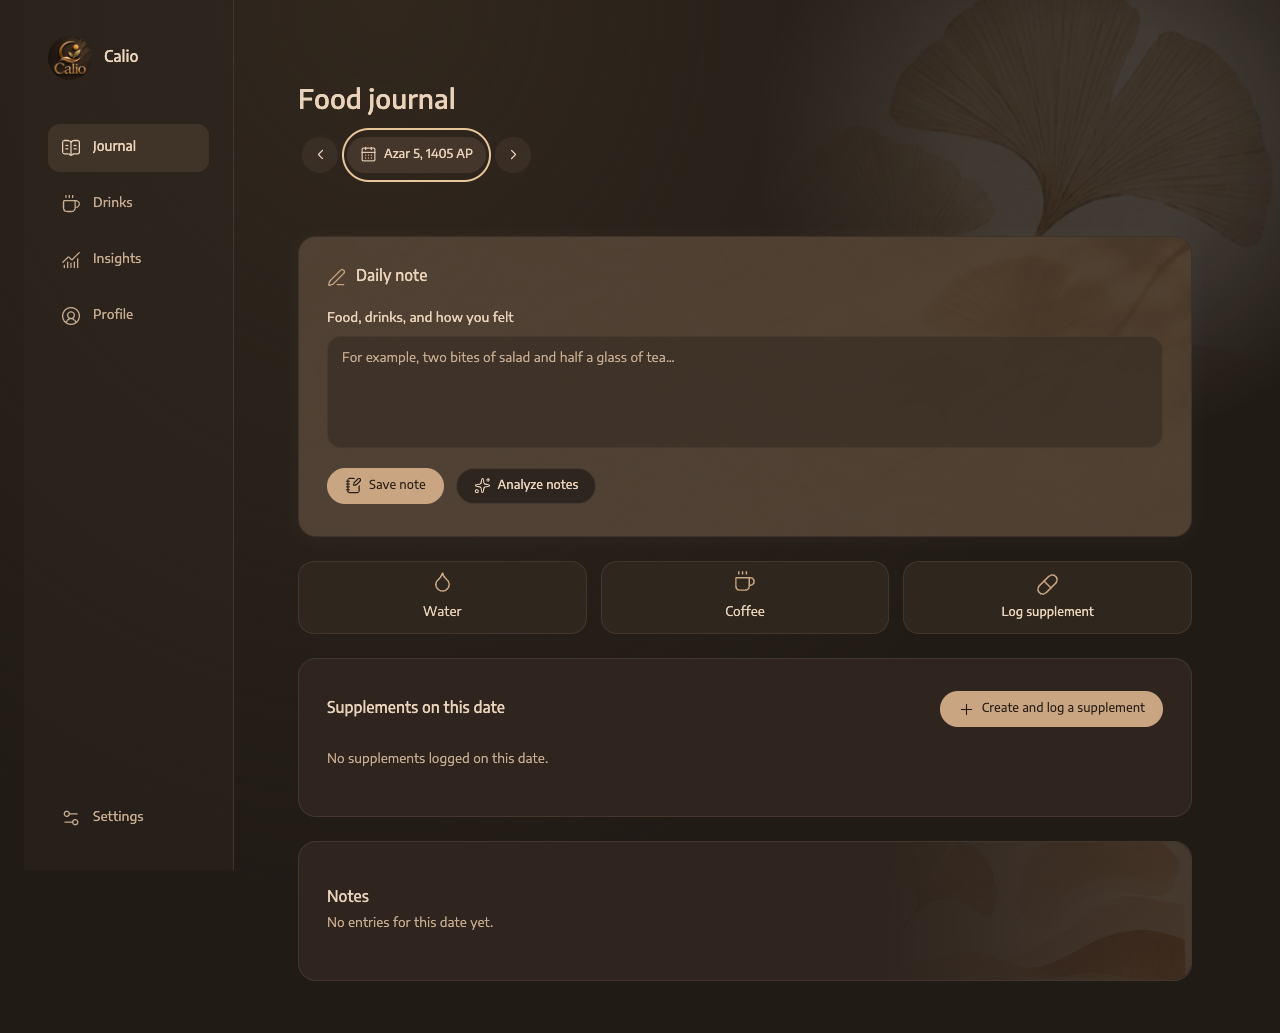 Calio
Calio
Journal
Drinks
Insights
Profile
Settings
Food journal
Azar 5, 1405 AP
Daily note
Food, drinks, and how you felt
For example, two bites of salad and half a glass of tea…
Save note
Analyze notes
Water
Coffee
Log supplement
Supplements on this date
Create and log a supplement
No supplements logged on this date.
Notes
No entries for this date yet.